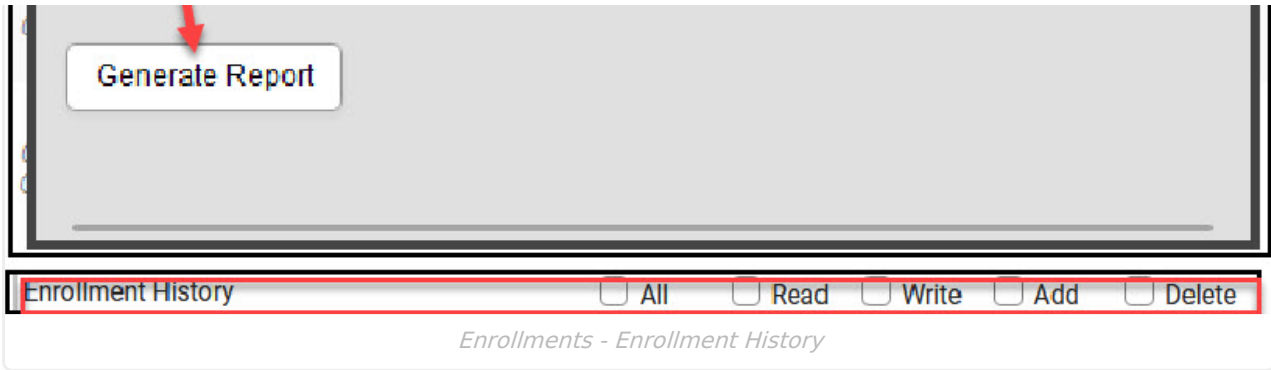 Generate Report
Enrollment History All Read Write Add Delete
Enrollments - Enrollment History